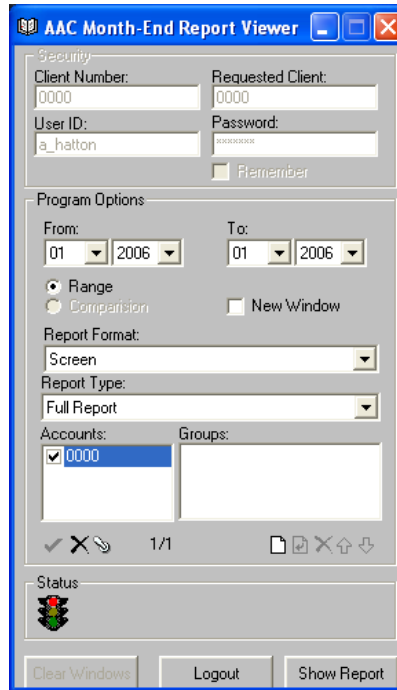 AAC Month-End Report Viewer
Security
Client Number: Requested Client:
0000 0000
User ID: Password:
a_hatton xxxxxxx
Remember
Program Options
From: To:
01 2006 01 2006
Range
Comparision New Window
Report Format:
Screen
Report Type:
Full Report
Accounts: Groups:
0000
1/1
Status
Clear Windows Logout Show Report